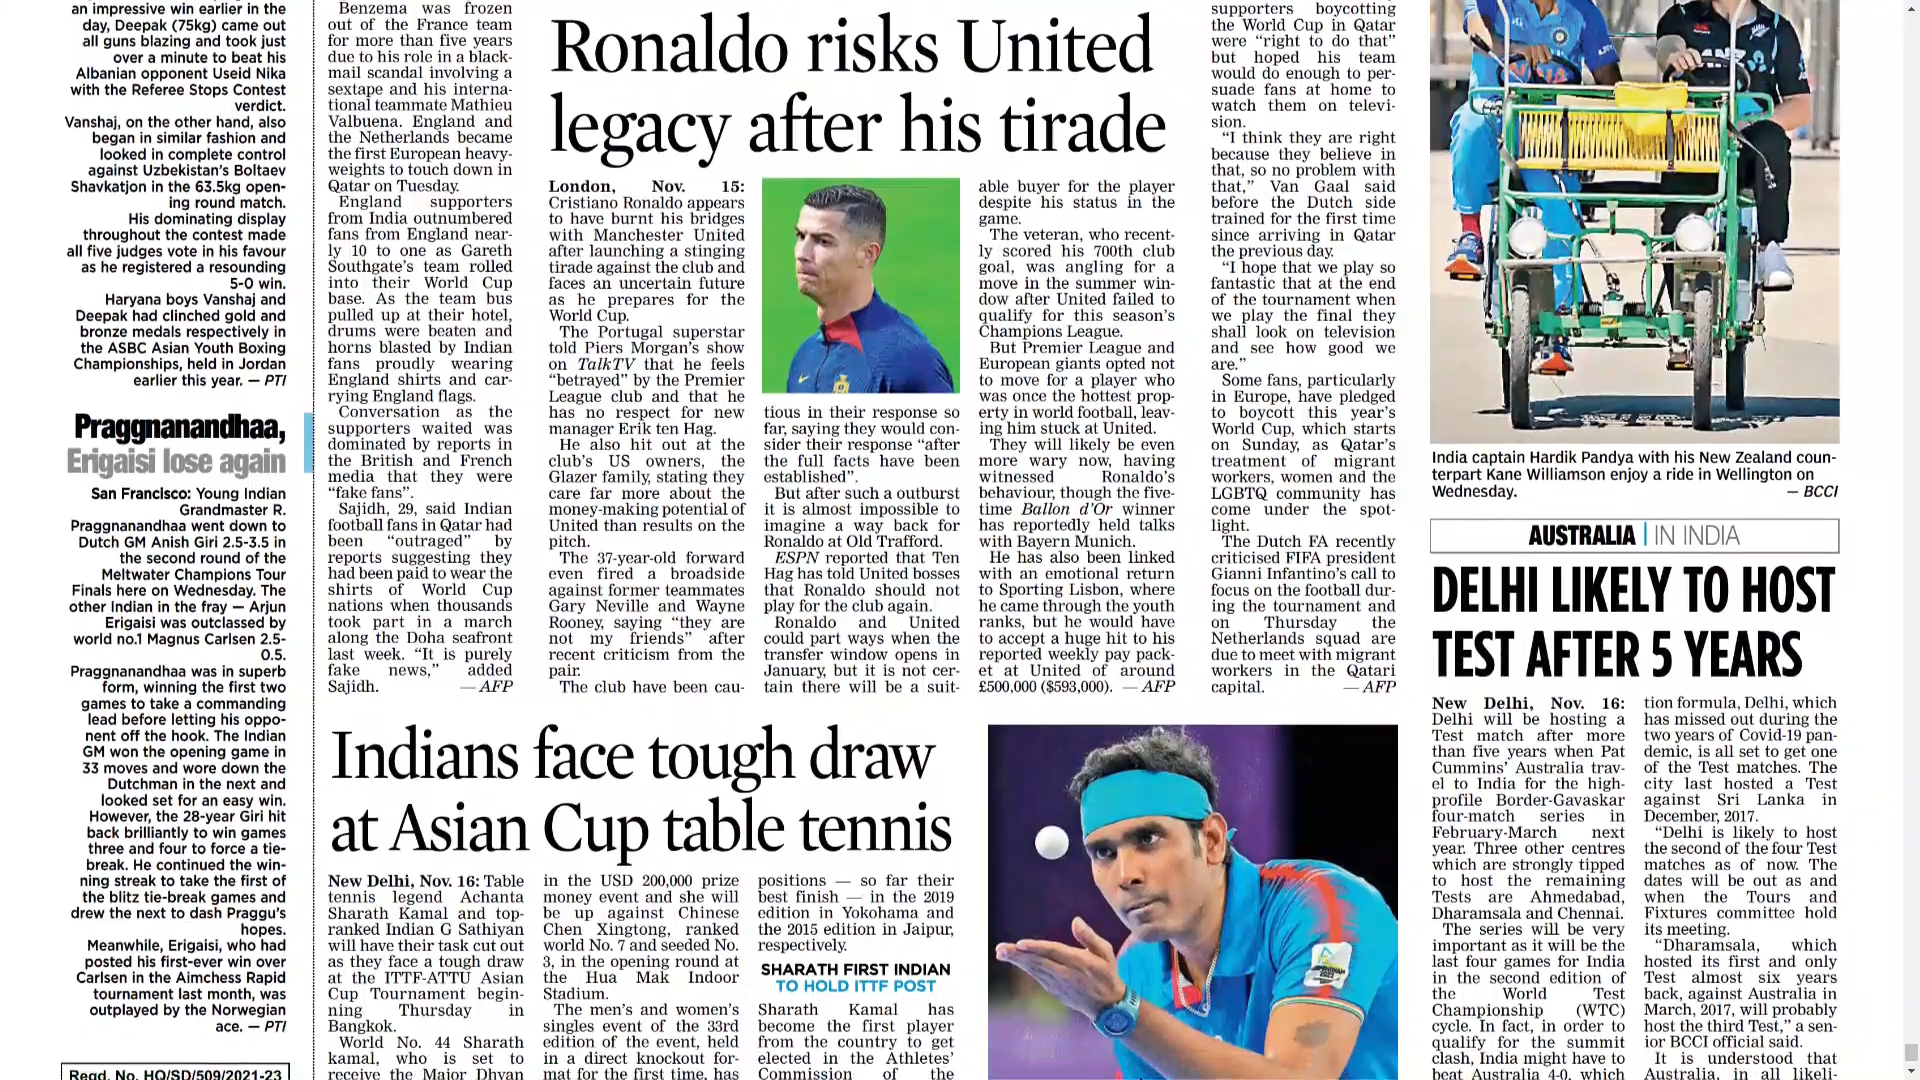 an impressive win earlier in the
day, Deepak (75kg) came out
all guns blazing and took just
over a minute to beat his
Albanian opponent Useid Nika
with the Referee Stops Contest
verdict.
Vanshaj, on the other hand, also
began in similar fashion and
looked in complete control
against Uzbekistan's Boltaev
Shavkatjon in the 63.5kg open-
ing round match.
His dominating display
throughout the contest made
all five judges vote in his favour
as he registered a resounding
5-0 win.
Haryana boys Vanshaj and
Deepak had clinched gold and
bronze medals respectively in
the ASBC Asian Youth Boxing
Championships, held in Jordan
earlier this year. — PTI
Praggnanandhaa,
Erigaisi lose again
San Francisco: Young Indian
Grandmaster R.
Praggnanandhaa went down to
Dutch GM Anish Giri 2.5-3.5 in
the second round of the
Meltwater Champions Tour
Finals here on Wednesday. The
other Indian in the fray — Arjun
Erigaisi was outclassed by
world no.1 Magnus Carlsen 2.5-
0.5.
Praggnanandhaa was in superb
form, winning the first two
games to take a commanding
lead before letting his oppo-
nent off the hook. The Indian
GM won the opening game in
33 moves and wore down the
Dutchman in the next and
looked set for an easy win.
However, the 28-year Giri hit
back brilliantly to win games
three and four to force a tie-
break. He continued the win-
ning streak to take the first of
the blitz tie-break games and
drew the next to dash Praggu's
hopes.
Meanwhile, Erigaisi, who had
posted his first-ever win over
Carlsen in the Aimchess Rapid
tournament last month, was
outplayed by the Norwegian
ace. — PTI
Regd. No. HQ/SD/509/2021-23
Benzema was frozen
out of the France team
for more than five years
due to his role in a black-
mail scandal involving a
sextape and his interna-
tional teammate Mathieu
Valbuena. England and
the Netherlands became
the first European heavy-
weights to touch down in
Qatar on Tuesday.
England supporters
from India outnumbered
fans from England near-
ly 10 to one as Gareth
Southgate's team rolled
into their World Cup
base. As the team bus
pulled up at their hotel,
drums were beaten and
horns blasted by Indian
fans proudly wearing
England shirts and car-
rying England flags.
Conversation as the
supporters waited was
dominated by reports in
the British and French
media that they were
"fake fans".
Sajidh, 29, said Indian
football fans in Qatar had
been "outraged" by
reports suggesting they
had been paid to wear the
shirts of World Cup
nations when thousands
took part in a march
along the Doha seafront
last week. "It is purely
fake news," added
Sajidh. — AFP
Ronaldo risks United
legacy after his tirade
London, Nov. 15:
Cristiano Ronaldo appears
to have burnt his bridges
with Manchester United
after launching a stinging
tirade against the club and
faces an uncertain future
as he prepares for the
World Cup.
The Portugal superstar
told Piers Morgan's show
on TalkTV that he feels
"betrayed" by the Premier
League club and that he
has no respect for new
manager Erik ten Hag.
He also hit out at the
club's US owners, the
Glazer family, stating they
care far more about the
money-making potential of
United than results on the
pitch.
The 37-year-old forward
even fired a broadside
against former teammates
Gary Neville and Wayne
Rooney, saying "they are
not my friends" after
recent criticism from the
pair.
The club have been cau-
tious in their response so
far, saying they would con-
sider their response "after
the full facts have been
established".
But after such a outburst
it is almost impossible to
imagine a way back for
Ronaldo at Old Trafford.
ESPN reported that Ten
Hag has told United bosses
that Ronaldo should not
play for the club again.
Ronaldo and United
could part ways when the
transfer window opens in
January, but it is not cer-
tain there will be a suit-
able buyer for the player
despite his status in the
game.
The veteran, who recent-
ly scored his 700th club
goal, was angling for a
move in the summer win-
dow after United failed to
qualify for this season's
Champions League.
But Premier League and
European giants opted not
to move for a player who
was once the hottest prop-
erty in world football, leav-
ing him stuck at United.
They will likely be even
more wary now, having
witnessed Ronaldo's
behaviour, though the five-
time Ballon d'Or winner
has reportedly held talks
with Bayern Munich.
He has also been linked
with an emotional return
to Sporting Lisbon, where
he came through the youth
ranks, but he would have
to accept a huge hit to his
reported weekly pay pack-
et at United of around
£500,000 ($593,000). — AFP
supporters boycotting
the World Cup in Qatar
were "right to do that"
but hoped his team
would do enough to per-
suade fans at home to
watch them on televi-
sion.
"I think they are right
because they believe in
that, so no problem with
that," Van Gaal said
before the Dutch side
trained for the first time
since arriving in Qatar
the previous day.
"I hope that we play so
fantastic that at the end
of the tournament when
we play the final they
shall look on television
and see how good we
are."
Some fans, particularly
in Europe, have pledged
to boycott this year's
World Cup, which starts
on Sunday, as Qatar's
treatment of migrant
workers, women and the
LGBTQ community has
come under the spot-
light.
The Dutch FA recently
criticised FIFA president
Gianni Infantino's call to
focus on the football dur-
ing the tournament and
on Thursday the
Netherlands squad are
due to meet with migrant
workers in the Qatari
capital. — AFP
Indians face tough draw
at Asian Cup table tennis
New Delhi, Nov. 16: Table
tennis legend Achanta
Sharath Kamal and top-
ranked Indian G Sathiyan
will have their task cut out
as they face a tough draw
at the ITTF-ATTU Asian
Cup Tournament begin-
ning Thursday in
Bangkok.
World No. 44 Sharath
kamal, who is set to
receive the Major Dhyan
in the USD 200,000 prize
money event and she will
be up against Chinese
Chen Xingtong, ranked
world No. 7 and seeded No.
3, in the opening round at
the Hua Mak Indoor
Stadium.
The men's and women's
singles event of the 33rd
edition of the event, held
in a direct knockout for-
mat for the first time, has
positions — so far their
best finish — in the 2019
edition in Yokohama and
the 2015 edition in Jaipur,
respectively.
SHARATH FIRST INDIAN
TO HOLD ITTF POST
Sharath Kamal has
become the first player
from the country to get
elected in the Athletes'
Commission of the
India captain Hardik Pandya with his New Zealand coun-
terpart Kane Williamson enjoy a ride in Wellington on
Wednesday. — BCCI
AUSTRALIA | IN INDIA
DELHI LIKELY TO HOST
TEST AFTER 5 YEARS
New Delhi, Nov. 16:
Delhi will be hosting a
Test match after more
than five years when Pat
Cummins' Australia trav-
el to India for the high-
profile Border-Gavaskar
four-match series in
February-March next
year. Three other centres
which are strongly tipped
to host the remaining
Tests are Ahmedabad,
Dharamsala and Chennai.
The series will be very
important as it will be the
last four games for India
in the second edition of
the World Test
Championship (WTC)
cycle. In fact, in order to
qualify for the summit
clash, India might have to
beat Australia 4-0, which
tion formula, Delhi, which
has missed out during the
two years of Covid-19 pan-
demic, is all set to get one
of the Test matches. The
city last hosted a Test
against Sri Lanka in
December, 2017.
"Delhi is likely to host
the second of the four Test
matches as of now. The
dates will be out as and
when the Tours and
Fixtures committee hold
its meeting.
"Dharamsala, which
hosted its first and only
Test almost six years
back, against Australia in
March, 2017, will probably
host the third Test," a sen-
ior BCCI official said.
It is understood that
Australia, in all likeli-